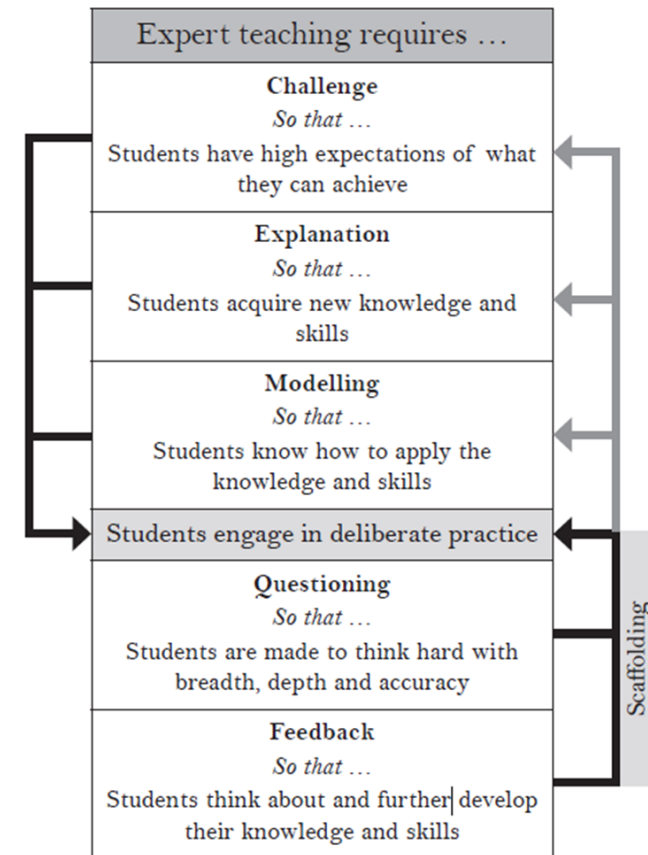 Expert teaching requires …
Challenge
So that …
Students have high expectations of what
they can achieve
Explanation
So that …
Students acquire new knowledge and
skills
Modelling
So that …
Students know how to apply the
knowledge and skills
Students engage in deliberate practice
Questioning
So that …
Students are made to think hard with
breadth, depth and accuracy
Feedback
So that …
Students think about and further develop
their knowledge and skills
Scaffolding